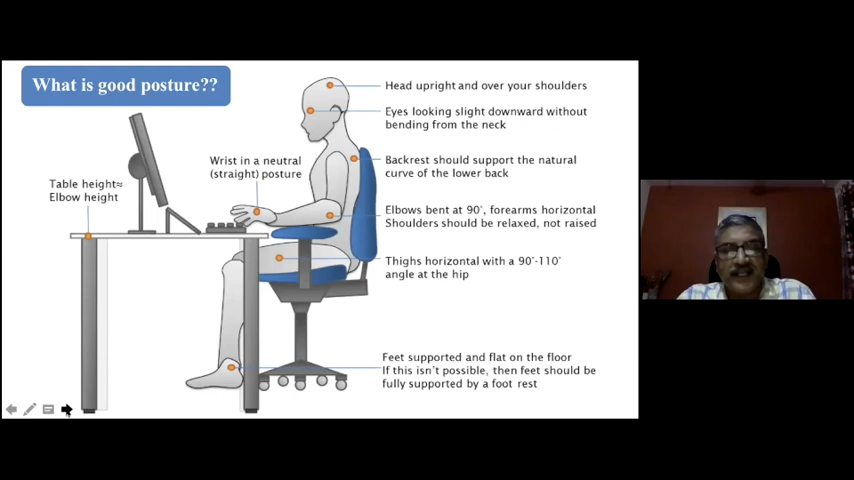 What is good posture??
Head upright and over your shoulders
Eyes looking slight downward without
bending from the neck
Wrist in a neutral
(straight) posture
Backrest should support the natural
curve of the lower back
Table height≈
Elbow height
Elbows bent at 90°, forearms horizontal
Shoulders should be relaxed, not raised
Thighs horizontal with a 90°-110°
angle at the hip
Feet supported and flat on the floor
If this isn't possible, then feet should be
fully supported by a foot rest